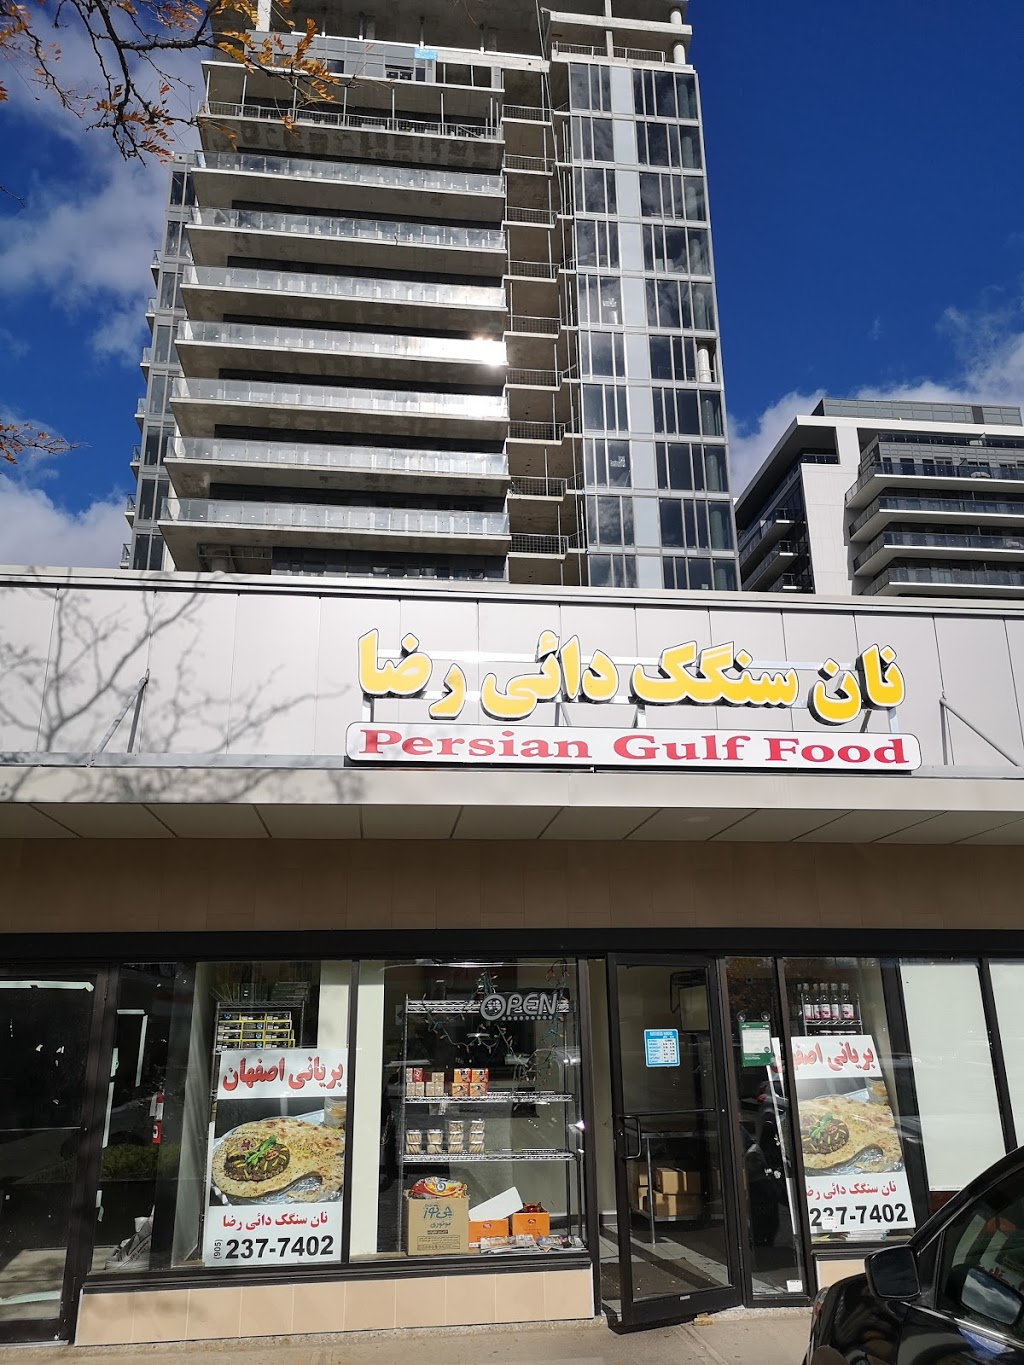 نان سنگک دائی رضا
Persian Gulf Food
OPEN
بریانی اصفهان
نان سنگک دائی رضا
(905) 237-7402
بریانی اصفهان
نان سنگک دائی رضا
237-7402